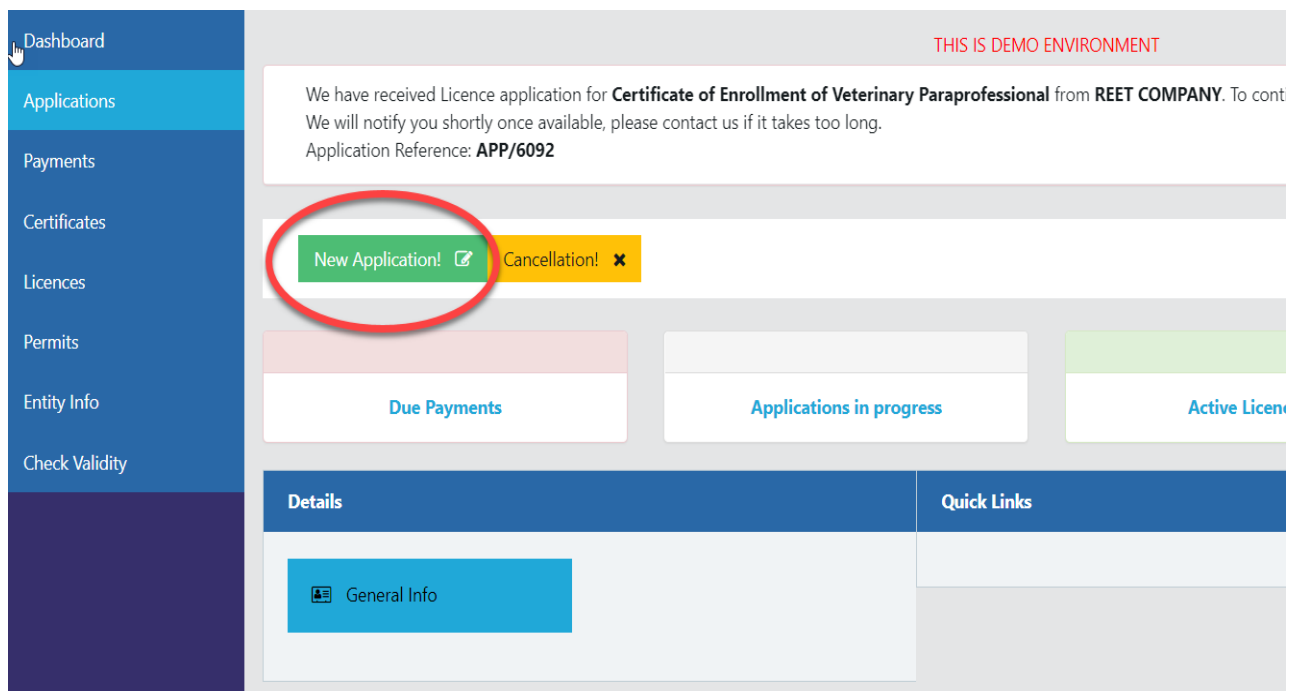 Dashboard
Applications
Payments
Certificates
Licences
Permits
Entity Info
Check Validity
THIS IS DEMO ENVIRONMENT
We have received Licence application for Certificate of Enrollment of Veterinary Paraprofessional from REET COMPANY. To cont
We will notify you shortly once available, please contact us if it takes too long.
Application Reference: APP/6092
New Application! Cancellation!
Due Payments Applications in progress Active Licen
Details Quick Links
General Info